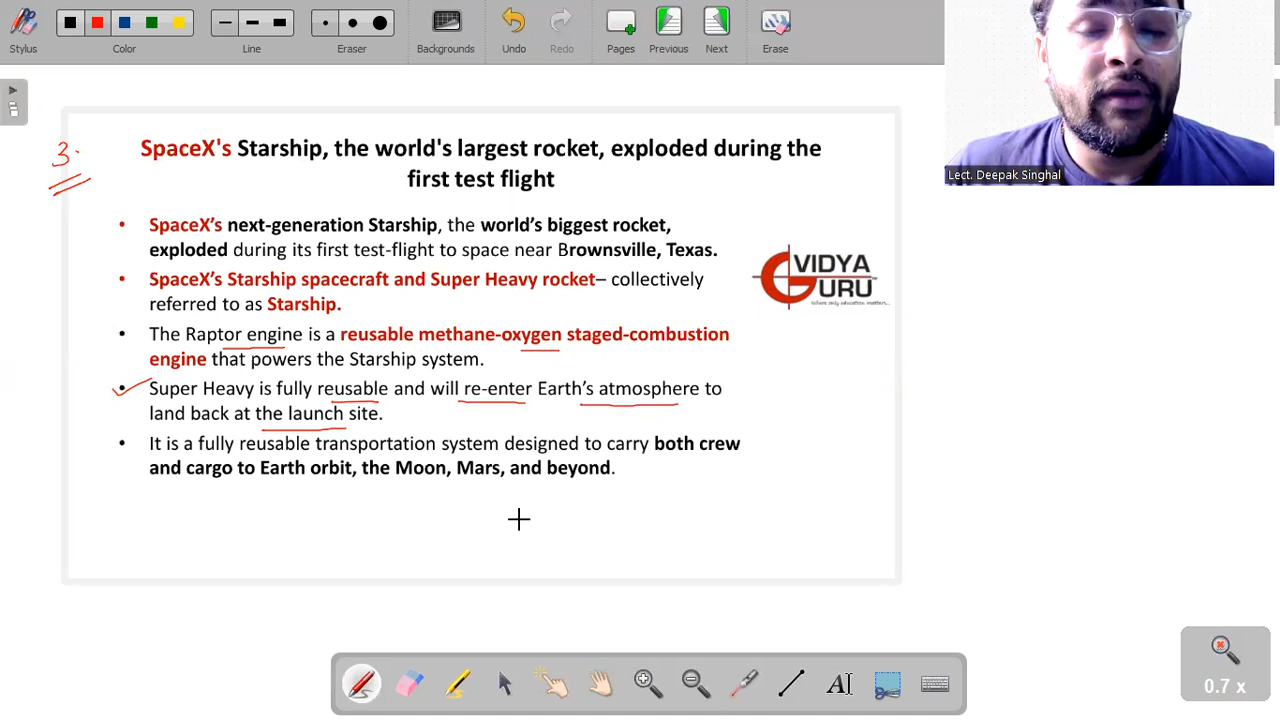 Stylus
Color
Line
Eraser
Backgrounds
Undo
Redo
Pages
Previous
Next
Erase
Lect. Deepak Singhal
3.
SpaceX's Starship, the world's largest rocket, exploded during the
first test flight
• SpaceX’s next-generation Starship, the world’s biggest rocket,
exploded during its first test-flight to space near Brownsville, Texas.
• SpaceX’s Starship spacecraft and Super Heavy rocket– collectively
referred to as Starship.
• The Raptor engine is a reusable methane-oxygen staged-combustion
engine that powers the Starship system.
• Super Heavy is fully reusable and will re-enter Earth’s atmosphere to
land back at the launch site.
• It is a fully reusable transportation system designed to carry both crew
and cargo to Earth orbit, the Moon, Mars, and beyond.
VIDYA
GURU
Where only education matters...
AI
0.7 x